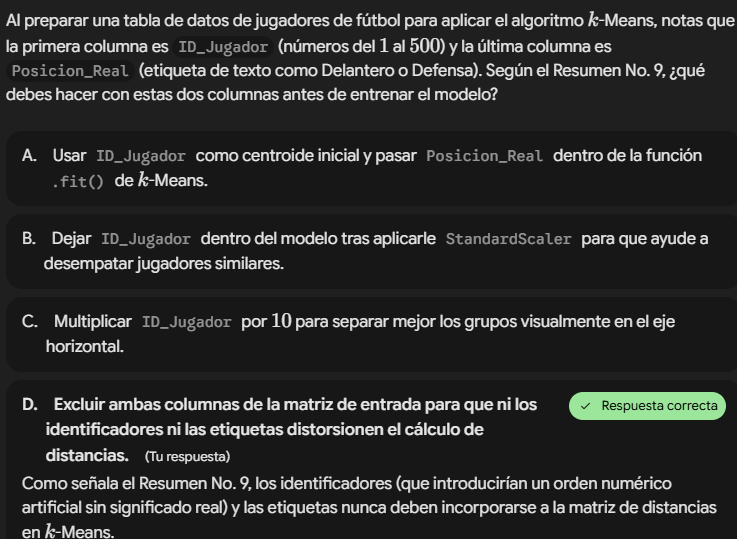 Al preparar una tabla de datos de jugadores de fútbol para aplicar el algoritmo k-Means, notas que
la primera columna es ID_Jugador (números del 1 al 500) y la última columna es
Posicion_Real (etiqueta de texto como Delantero o Defensa). Según el Resumen No. 9, ¿qué
debes hacer con estas dos columnas antes de entrenar el modelo?
A. Usar ID_Jugador como centroide inicial y pasar Posicion_Real dentro de la función
.fit() de k-Means.
B. Dejar ID_Jugador dentro del modelo tras aplicarle StandardScaler para que ayude a
desempatar jugadores similares.
C. Multiplicar ID_Jugador por 10 para separar mejor los grupos visualmente en el eje
horizontal.
D. Excluir ambas columnas de la matriz de entrada para que ni los
identificadores ni las etiquetas distorsionen el cálculo de
distancias. (Tu respuesta)
✓ Respuesta correcta
Como señala el Resumen No. 9, los identificadores (que introducirían un orden numérico
artificial sin significado real) y las etiquetas nunca deben incorporarse a la matriz de distancias
en k-Means.